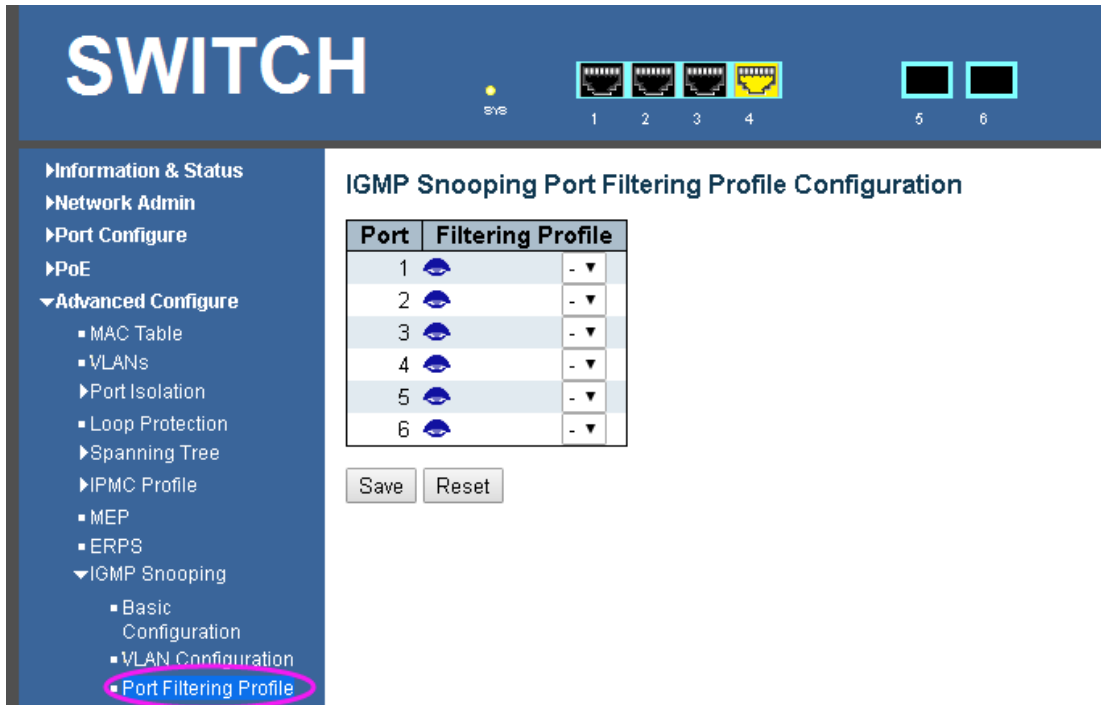 SWITCH
SYS
1 2 3 4 5 6
Information & Status
Network Admin
Port Configure
PoE
Advanced Configure
MAC Table
VLANs
Port Isolation
Loop Protection
Spanning Tree
IPMC Profile
MEP
ERPS
IGMP Snooping
Basic
Configuration
VLAN Configuration
Port Filtering Profile
IGMP Snooping Port Filtering Profile Configuration
Port Filtering Profile
1 -
2 -
3 -
4 -
5 -
6 -
Save Reset